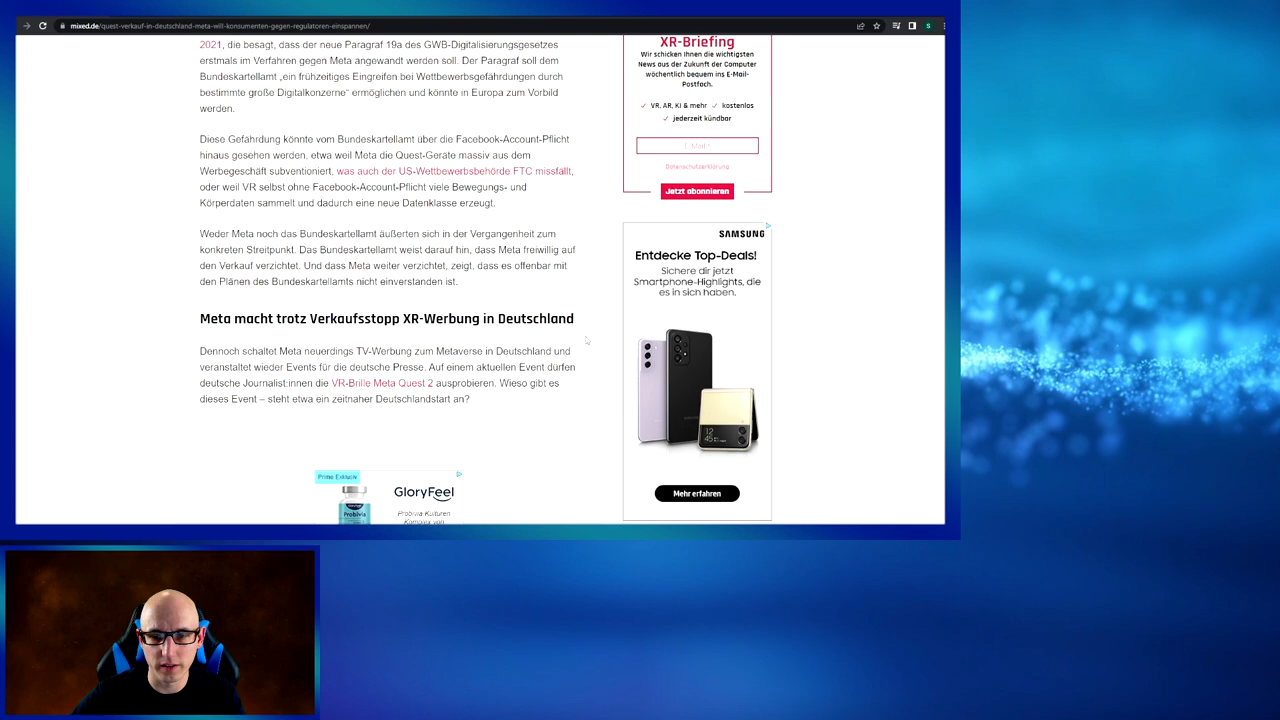 mixed.de/quest-verkauf-in-deutschland-meta-will-konsumenten-gegen-regulatoren-einspannen/
S
2021, die besagt, dass der neue Paragraf 19a des GWB-Digitalisierungsgesetzes
erstmals im Verfahren gegen Meta angewandt werden soll. Der Paragraf soll dem
Bundeskartellamt „ein frühzeitiges Eingreifen bei Wettbewerbsgefährdungen durch
bestimmte große Digitalkonzerne“ ermöglichen und könnte in Europa zum Vorbild
werden.
Diese Gefährdung könnte vom Bundeskartellamt über die Facebook-Account-Pflicht
hinaus gesehen werden, etwa weil Meta die Quest-Geräte massiv aus dem
Werbegeschäft subventioniert, was auch der US-Wettbewerbsbehörde FTC missfällt,
oder weil VR selbst ohne Facebook-Account-Pflicht viele Bewegungs- und
Körperdaten sammelt und dadurch eine neue Datenklasse erzeugt.
Weder Meta noch das Bundeskartellamt äußerten sich in der Vergangenheit zum
konkreten Streitpunkt. Das Bundeskartellamt weist darauf hin, dass Meta freiwillig auf
den Verkauf verzichtet. Und dass Meta weiter verzichtet, zeigt, dass es offenbar mit
den Plänen des Bundeskartellamts nicht einverstanden ist.
Meta macht trotz Verkaufsstopp XR-Werbung in Deutschland
Dennoch schaltet Meta neuerdings TV-Werbung zum Metaverse in Deutschland und
veranstaltet wieder Events für die deutsche Presse. Auf einem aktuellen Event dürfen
deutsche Journalist:innen die VR-Brille Meta Quest 2 ausprobieren. Wieso gibt es
dieses Event – steht etwa ein zeitnaher Deutschlandstart an?
Prime Exklusiv
GloryFeel
Probivia
Probivia Kulturen
Komplex von
XR-Briefing
Wir schicken Ihnen die wichtigsten
News aus der Zukunft der Computer
wöchentlich bequem ins E-Mail-
Postfach.
VR, AR, KI & mehr
kostenlos
jederzeit kündbar
E-Mail *
Datenschutzerklärung
Jetzt abonnieren
SAMSUNG
Entdecke Top-Deals!
Sichere dir jetzt
Smartphone-Highlights, die
es in sich haben.
12
45
Mehr erfahren